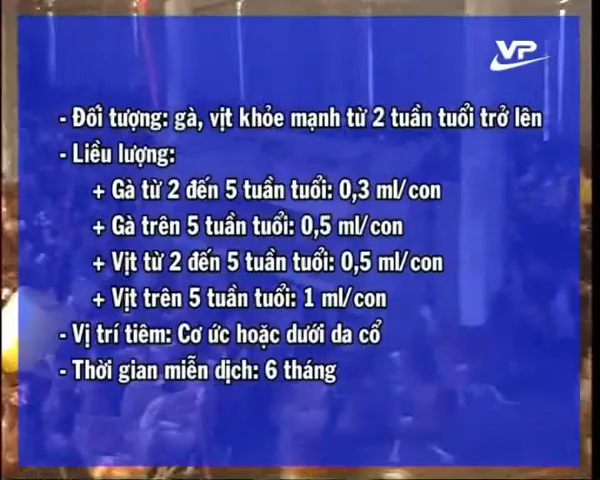 VP
- Đối tượng: gà, vịt khỏe mạnh từ 2 tuần tuổi trở lên
- Liều lượng:
+ Gà từ 2 đến 5 tuần tuổi: 0,3 ml/con
+ Gà trên 5 tuần tuổi: 0,5 ml/con
+ Vịt từ 2 đến 5 tuần tuổi: 0,5 ml/con
+ Vịt trên 5 tuần tuổi: 1 ml/con
- Vị trí tiêm: Cơ ức hoặc dưới da cổ
- Thời gian miễn dịch: 6 tháng